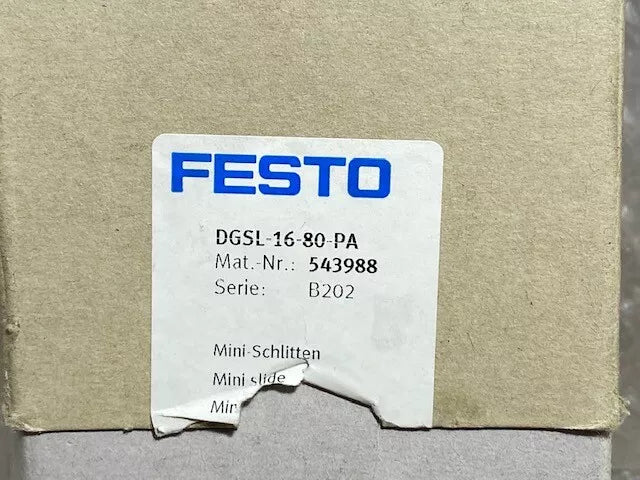 FESTO
DGSL-16-80-PA
Mat.-Nr.: 543988
Serie: B202
Mini-Schlitten
Mini slide